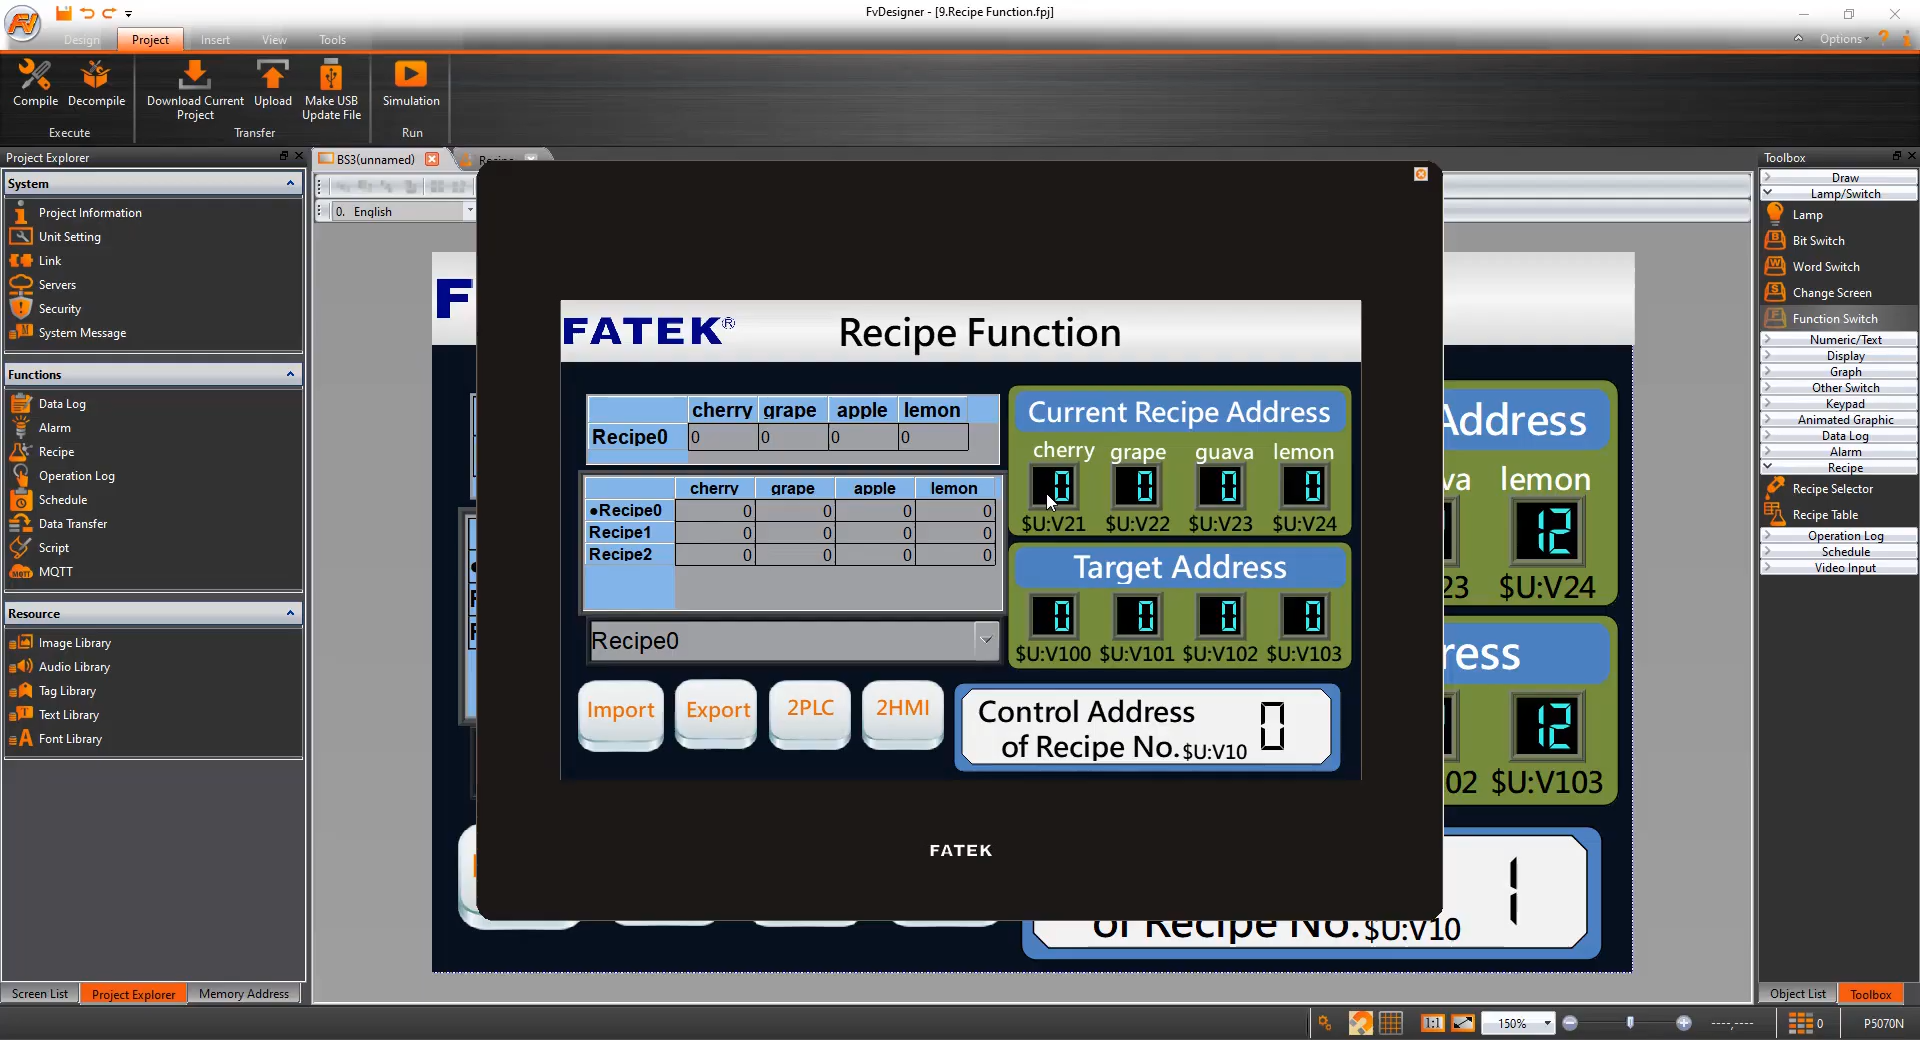 FvDesigner - [9.Recipe Function.fpj]
Design Project Insert View Tools
Options
Compile Decompile Download Current Project Upload Make USB Update File Simulation
Execute Transfer Run
Project Explorer
System
Project Information
Unit Setting
Link
Servers
Security
System Message
Functions
Data Log
Alarm
Recipe
Operation Log
Schedule
Data Transfer
Script
MQTT
Resource
Image Library
Audio Library
Tag Library
Text Library
Font Library
Screen List Project Explorer Memory Address
BS3(unnamed)
0. English
FATEK® Recipe Function
cherry grape apple lemon
Recipe0 0 0 0 0
cherry grape apple lemon
●Recipe0 0 0 0 0
Recipe1 0 0 0 0
Recipe2 0 0 0 0
Recipe0
Import Export 2PLC 2HMI
Current Recipe Address
cherry grape guava lemon
0 0 0 0
$U:V21 $U:V22 $U:V23 $U:V24
Target Address
0 0 0 0
$U:V100 $U:V101 $U:V102 $U:V103
Control Address
of Recipe No. $U:V10 0
FATEK
F
Address
va lemon
12
23 $U:V24
ress
12
02 $U:V103
1
of Recipe No. $U:V10
Toolbox
Draw
Lamp/Switch
Lamp
Bit Switch
Word Switch
Change Screen
Function Switch
Numeric/Text
Display
Graph
Other Switch
Keypad
Animated Graphic
Data Log
Alarm
Recipe
Recipe Selector
Recipe Table
Operation Log
Schedule
Video Input
Object List Toolbox
1:1 150% ----,---- 0 P5070N